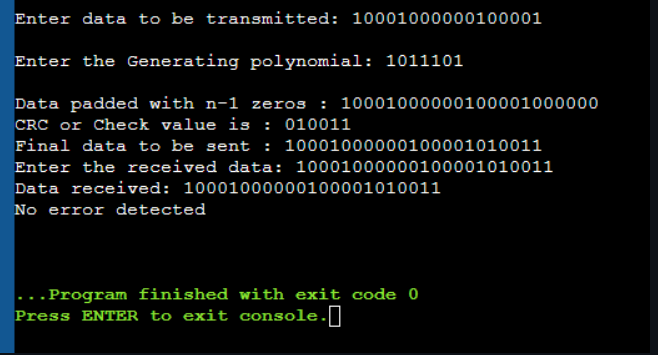 Enter data to be transmitted: 10001000000100001
Enter the Generating polynomial: 1011101
Data padded with n-1 zeros : 10001000000100001000000
CRC or Check value is : 010011
Final data to be sent : 10001000000100001010011
Enter the received data: 10001000000100001010011
Data received: 10001000000100001010011
No error detected
...Program finished with exit code 0
Press ENTER to exit console.